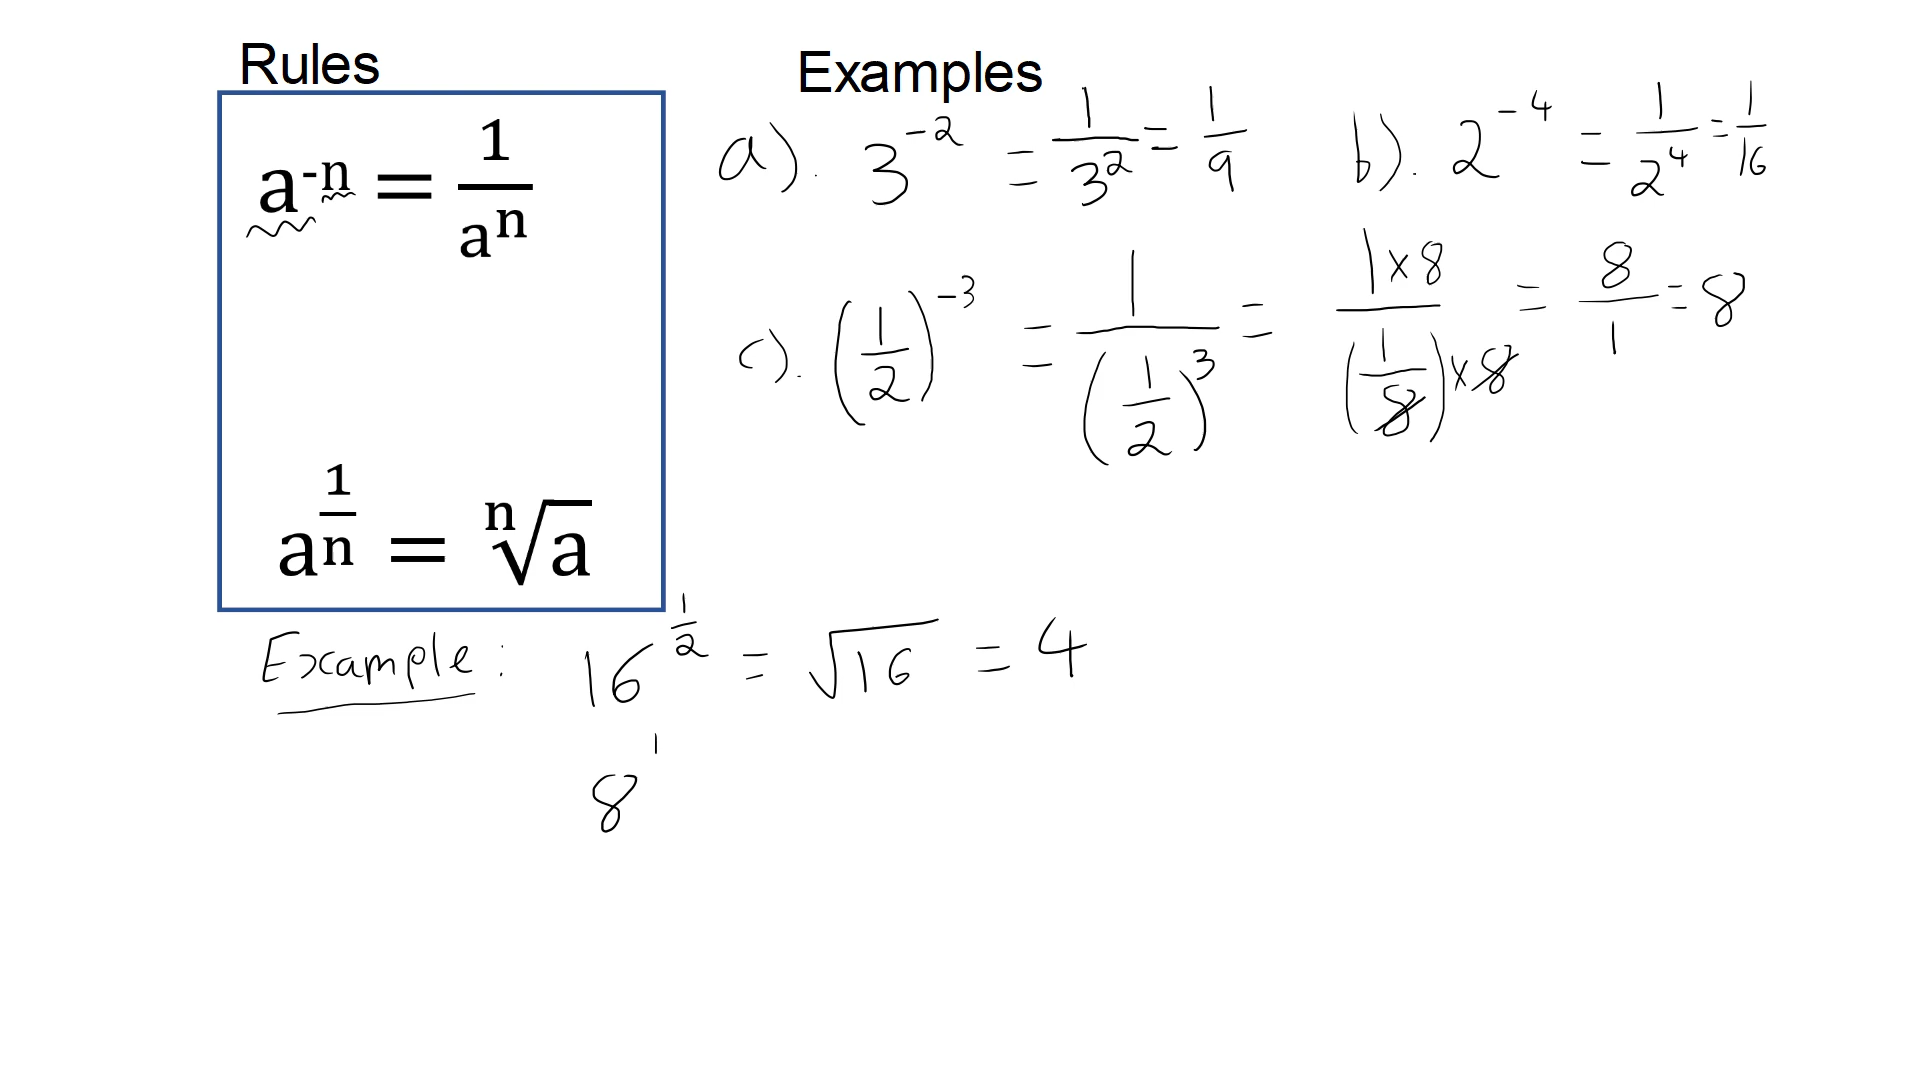 Rules
a^-n = 1/a^n
a^(1/n) = ⁿ√a
Examples
a). 3^-2 = 1/3^2 = 1/9
b). 2^-4 = 1/2^4 = 1/16
c). (1/2)^-3 = 1/(1/2)^3 = (1×8)/((1/8)×8) = 8/1 = 8
Example: 16^(1/2) = √16 = 4
8^1